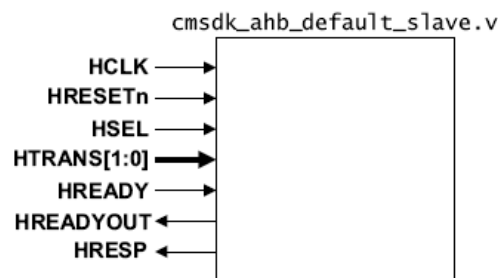 cmsdk_ahb_default_slave.v
HCLK
HRESETn
HSEL
HTRANS[1:0]
HREADY
HREADYOUT
HRESP